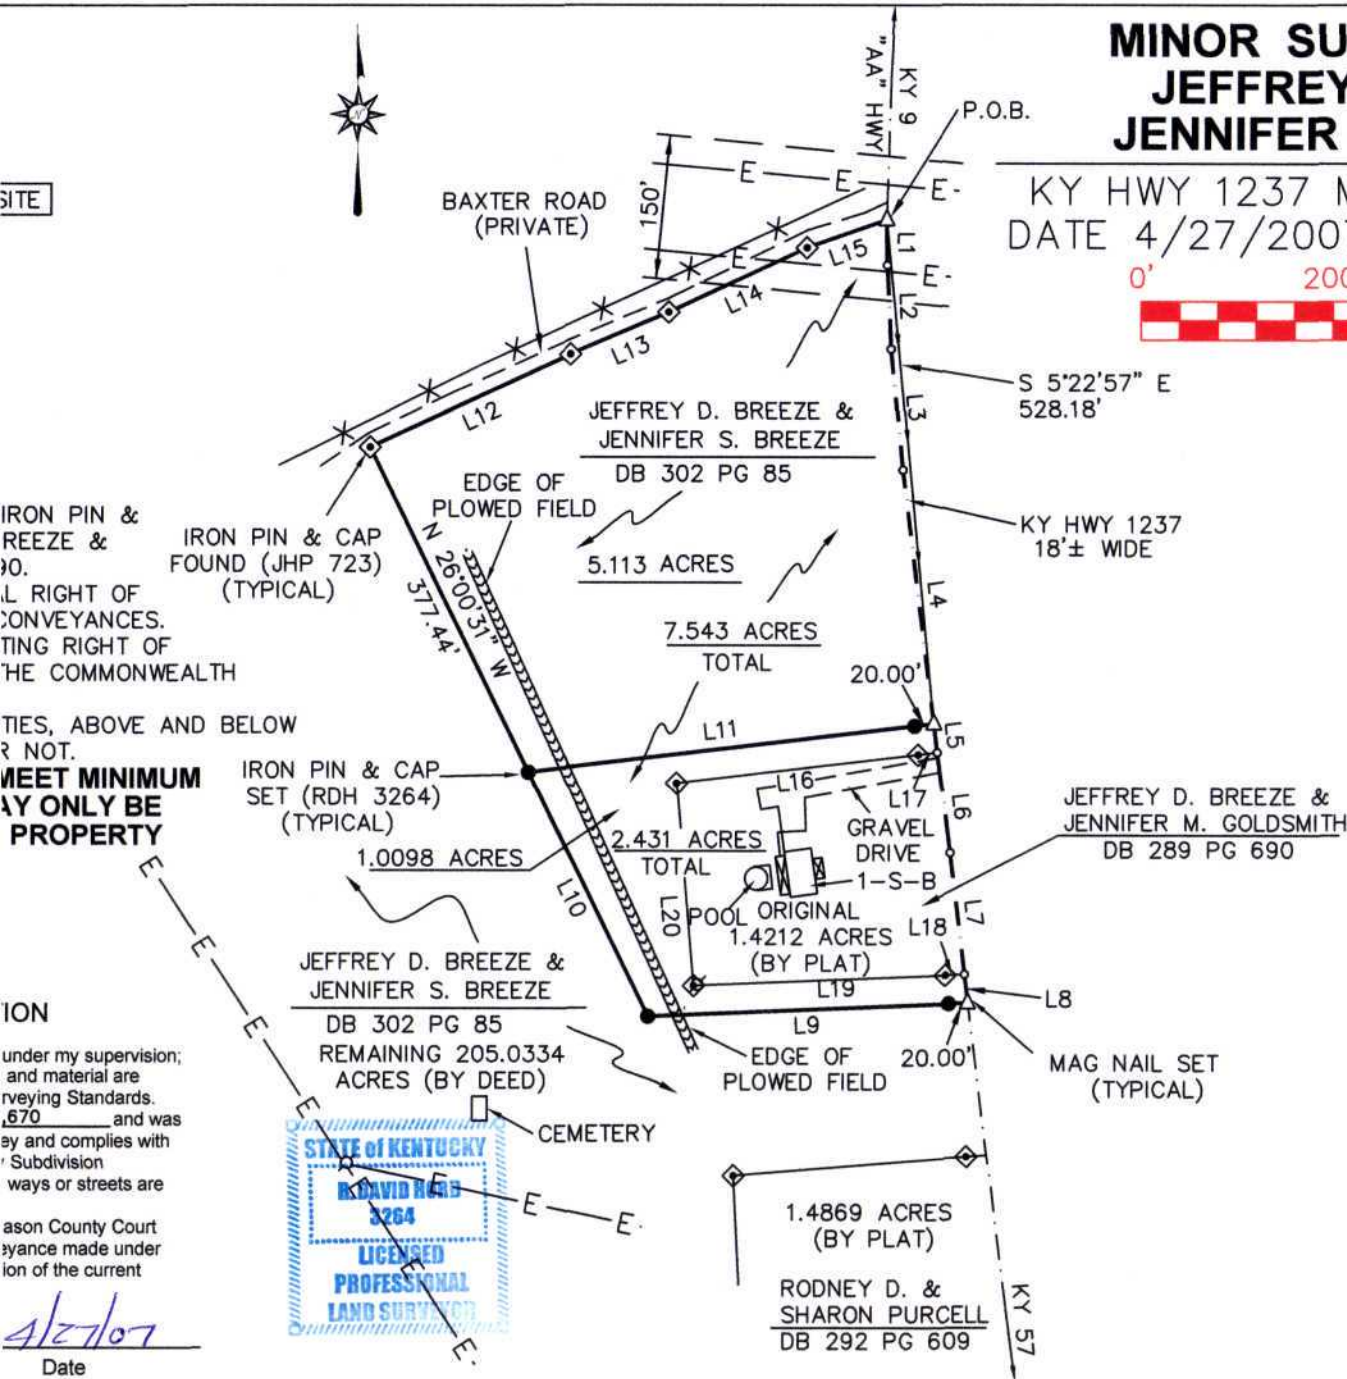 MINOR SU
JEFFREY
JENNIFER
KY HWY 1237 M
DATE 4/27/2007
0' 200
SITE
N
"AA" HWY
KY 9
P.O.B.
BAXTER ROAD
(PRIVATE)
150'
E E E-
E E-
L1
L2
L3
L4
L5
L6
L7
L8
L15
L14
L13
L12
S 5°22'57" E
528.18'
KY HWY 1237
18'± WIDE
JEFFREY D. BREEZE &
JENNIFER S. BREEZE
DB 302 PG 85
EDGE OF
PLOWED FIELD
5.113 ACRES
7.543 ACRES
TOTAL
IRON PIN & CAP
FOUND (JHP 723)
(TYPICAL)
N 26°00'31" W
377.44'
20.00'
L11
IRON PIN & CAP
SET (RDH 3264)
(TYPICAL)
1.0098 ACRES
2.431 ACRES
TOTAL
L16
L17
GRAVEL
DRIVE
1-S-B
POOL
ORIGINAL
1.4212 ACRES
(BY PLAT)
L18
L19
L20
L10
L9
JEFFREY D. BREEZE &
JENNIFER M. GOLDSMITH
DB 289 PG 690
JEFFREY D. BREEZE &
JENNIFER S. BREEZE
DB 302 PG 85
REMAINING 205.0334
ACRES (BY DEED)
EDGE OF
PLOWED FIELD
20.00'
MAG NAIL SET
(TYPICAL)
CEMETERY
1.4869 ACRES
(BY PLAT)
RODNEY D. &
SHARON PURCELL
DB 292 PG 609
KY 57
IRON PIN &
REEZE &
90.
AL RIGHT OF
CONVEYANCES.
TING RIGHT OF
THE COMMONWEALTH
TIES, ABOVE AND BELOW
R NOT.
MEET MINIMUM
AY ONLY BE
PROPERTY
E E E E E E E E E E-
ION
under my supervision;
and material are
rveying Standards.
,670 and was
ey and complies with
Subdivision
ways or streets are
ason County Court
eyance made under
ion of the current
4/27/07
Date
STATE of KENTUCKY
R. DAVID HORD
3264
LICENSED
PROFESSIONAL
LAND SURVEYOR